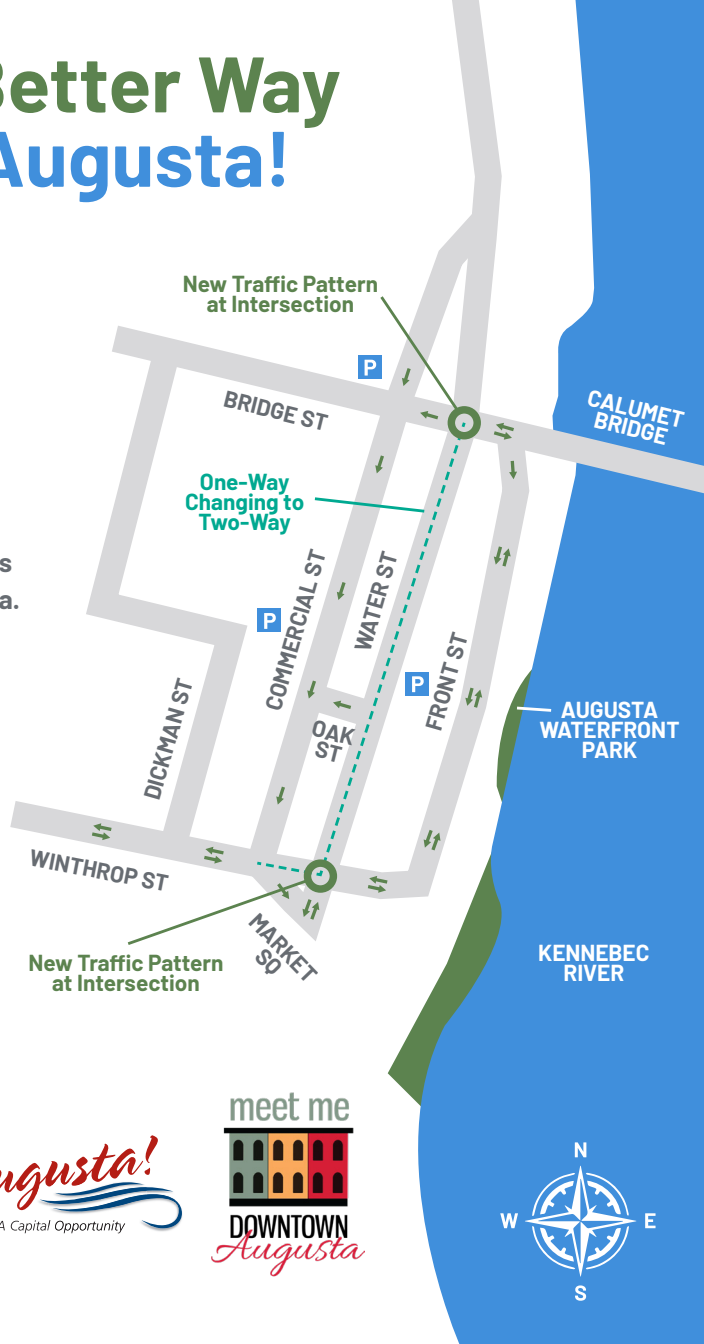 Better Way
Augusta!
New Traffic Pattern
at Intersection
P
BRIDGE ST
CALUMET
BRIDGE
One-Way
Changing to
Two-Way
s
a.
P
COMMERCIAL ST
WATER ST
FRONT ST
P
DICKMAN ST
OAK
ST
AUGUSTA
WATERFRONT
PARK
WINTHROP ST
MARKET
SQ
New Traffic Pattern
at Intersection
KENNEBEC
RIVER
meet me
DOWNTOWN
Augusta
ugusta!
A Capital Opportunity
N
W
E
S